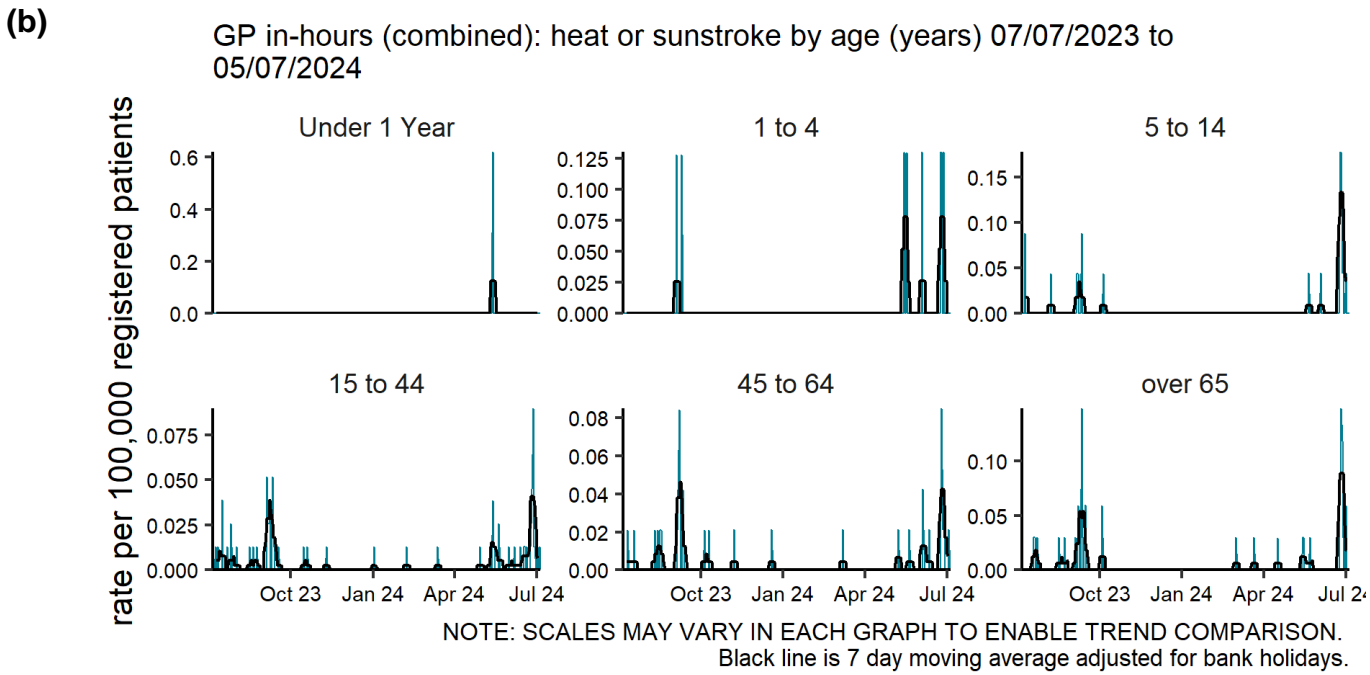 (b)
GP in-hours (combined): heat or sunstroke by age (years) 07/07/2023 to
05/07/2024
rate per 100,000 registered patients
Under 1 Year
0.6
0.4
0.2
0.0
1 to 4
0.125
0.100
0.075
0.050
0.025
0.000
5 to 14
0.15
0.10
0.05
0.00
15 to 44
0.075
0.050
0.025
0.000
Oct 23 Jan 24 Apr 24 Jul 24
45 to 64
0.08
0.06
0.04
0.02
0.00
Oct 23 Jan 24 Apr 24 Jul 24
over 65
0.10
0.05
0.00
Oct 23 Jan 24 Apr 24 Jul 24
NOTE: SCALES MAY VARY IN EACH GRAPH TO ENABLE TREND COMPARISON.
Black line is 7 day moving average adjusted for bank holidays.